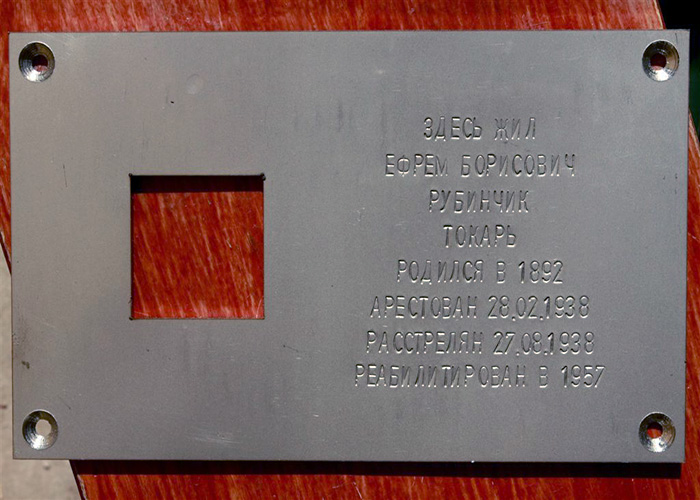 ЗДЕСЬ ЖИЛ
ЕФРЕМ БОРИСОВИЧ
РУБИНЧИК
ТОКАРЬ
РОДИЛСЯ В 1892
АРЕСТОВАН 28.02.1938
РАССТРЕЛЯН 27.08.1938
РЕАБИЛИТИРОВАН В 1957